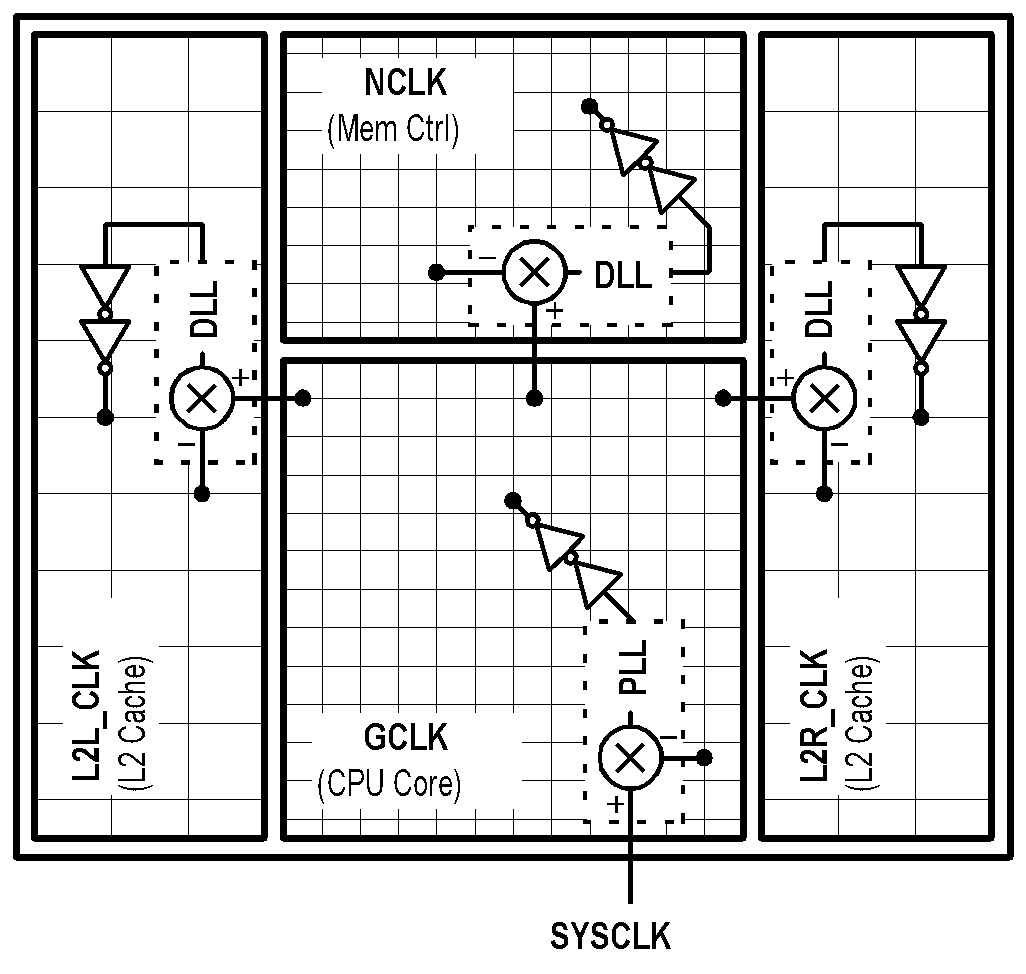 NCLK
(Mem Ctrl)
−
DLL
+
DLL
+
−
DLL
+
−
L2L_CLK
(L2 Cache)
GCLK
(CPU Core)
PLL
−
+
L2R_CLK
(L2 Cache)
SYSCLK